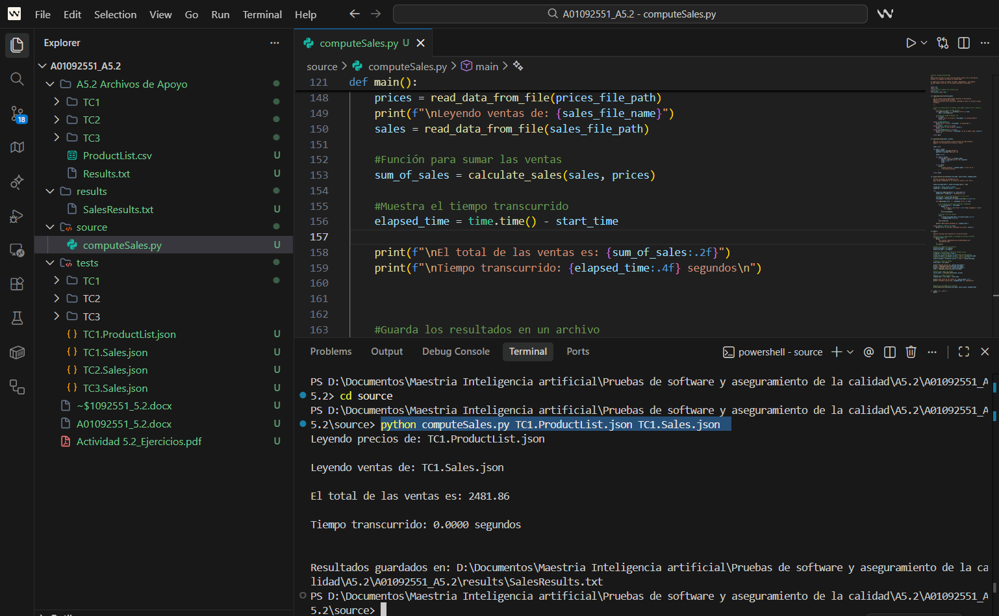 File Edit Selection View Go Run Terminal Help
A01092551_A5.2 - computeSales.py
Explorer
A01092551_A5.2
A5.2 Archivos de Apoyo
TC1
TC2
TC3
ProductList.csv U
Results.txt U
results
SalesResults.txt U
source
computeSales.py U
tests
TC1
TC2
TC3
TC1.ProductList.json U
TC1.Sales.json U
TC2.Sales.json U
TC3.Sales.json U
~$1092551_5.2.docx U
A01092551_5.2.docx U
Actividad 5.2_Ejercicios.pdf U
18
computeSales.py U
source > computeSales.py > main >
121 def main():
148 prices = read_data_from_file(prices_file_path)
149 print(f"\nLeyendo ventas de: {sales_file_name}")
150 sales = read_data_from_file(sales_file_path)
151
152 #Función para sumar las ventas
153 sum_of_sales = calculate_sales(sales, prices)
154
155 #Muestra el tiempo transcurrido
156 elapsed_time = time.time() - start_time
157
158 print(f"\nEl total de las ventas es: {sum_of_sales:.2f}")
159 print(f"\nTiempo transcurrido: {elapsed_time:.4f} segundos\n")
160
161
162
163 #Guarda los resultados en un archivo
Problems Output Debug Console Terminal Ports
powershell - source
PS D:\Documentos\Maestria Inteligencia artificial\Pruebas de software y aseguramiento de la calidad\A5.2\A01092551_A
5.2> cd source
PS D:\Documentos\Maestria Inteligencia artificial\Pruebas de software y aseguramiento de la calidad\A5.2\A01092551_A
5.2\source> python computeSales.py TC1.ProductList.json TC1.Sales.json
Leyendo precios de: TC1.ProductList.json
Leyendo ventas de: TC1.Sales.json
El total de las ventas es: 2481.86
Tiempo transcurrido: 0.0000 segundos
Resultados guardados en: D:\Documentos\Maestria Inteligencia artificial\Pruebas de software y aseguramiento de la ca
lidad\A5.2\A01092551_A5.2\results\SalesResults.txt
PS D:\Documentos\Maestria Inteligencia artificial\Pruebas de software y aseguramiento de la calidad\A5.2\A01092551_A
5.2\source>